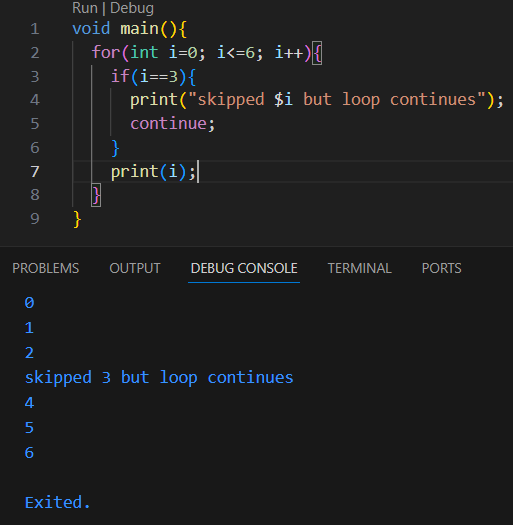 Run | Debug
1 void main(){
2   for(int i=0; i<=6; i++){
3     if(i==3){
4       print("skipped $i but loop continues");
5       continue;
6     }
7     print(i);
8   }
9 }
PROBLEMS OUTPUT DEBUG CONSOLE TERMINAL PORTS
0
1
2
skipped 3 but loop continues
4
5
6
Exited.